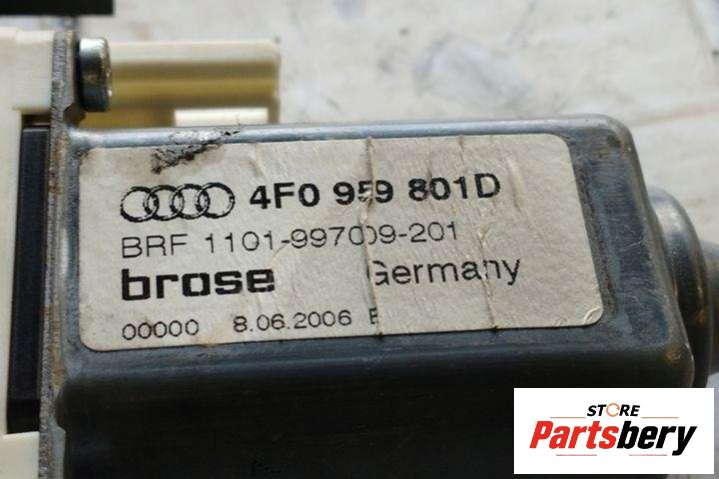 4F0 959 801D
BRF 1101-997009-201
brose Germany
00000 8.06.2006
STORE
Partsbery